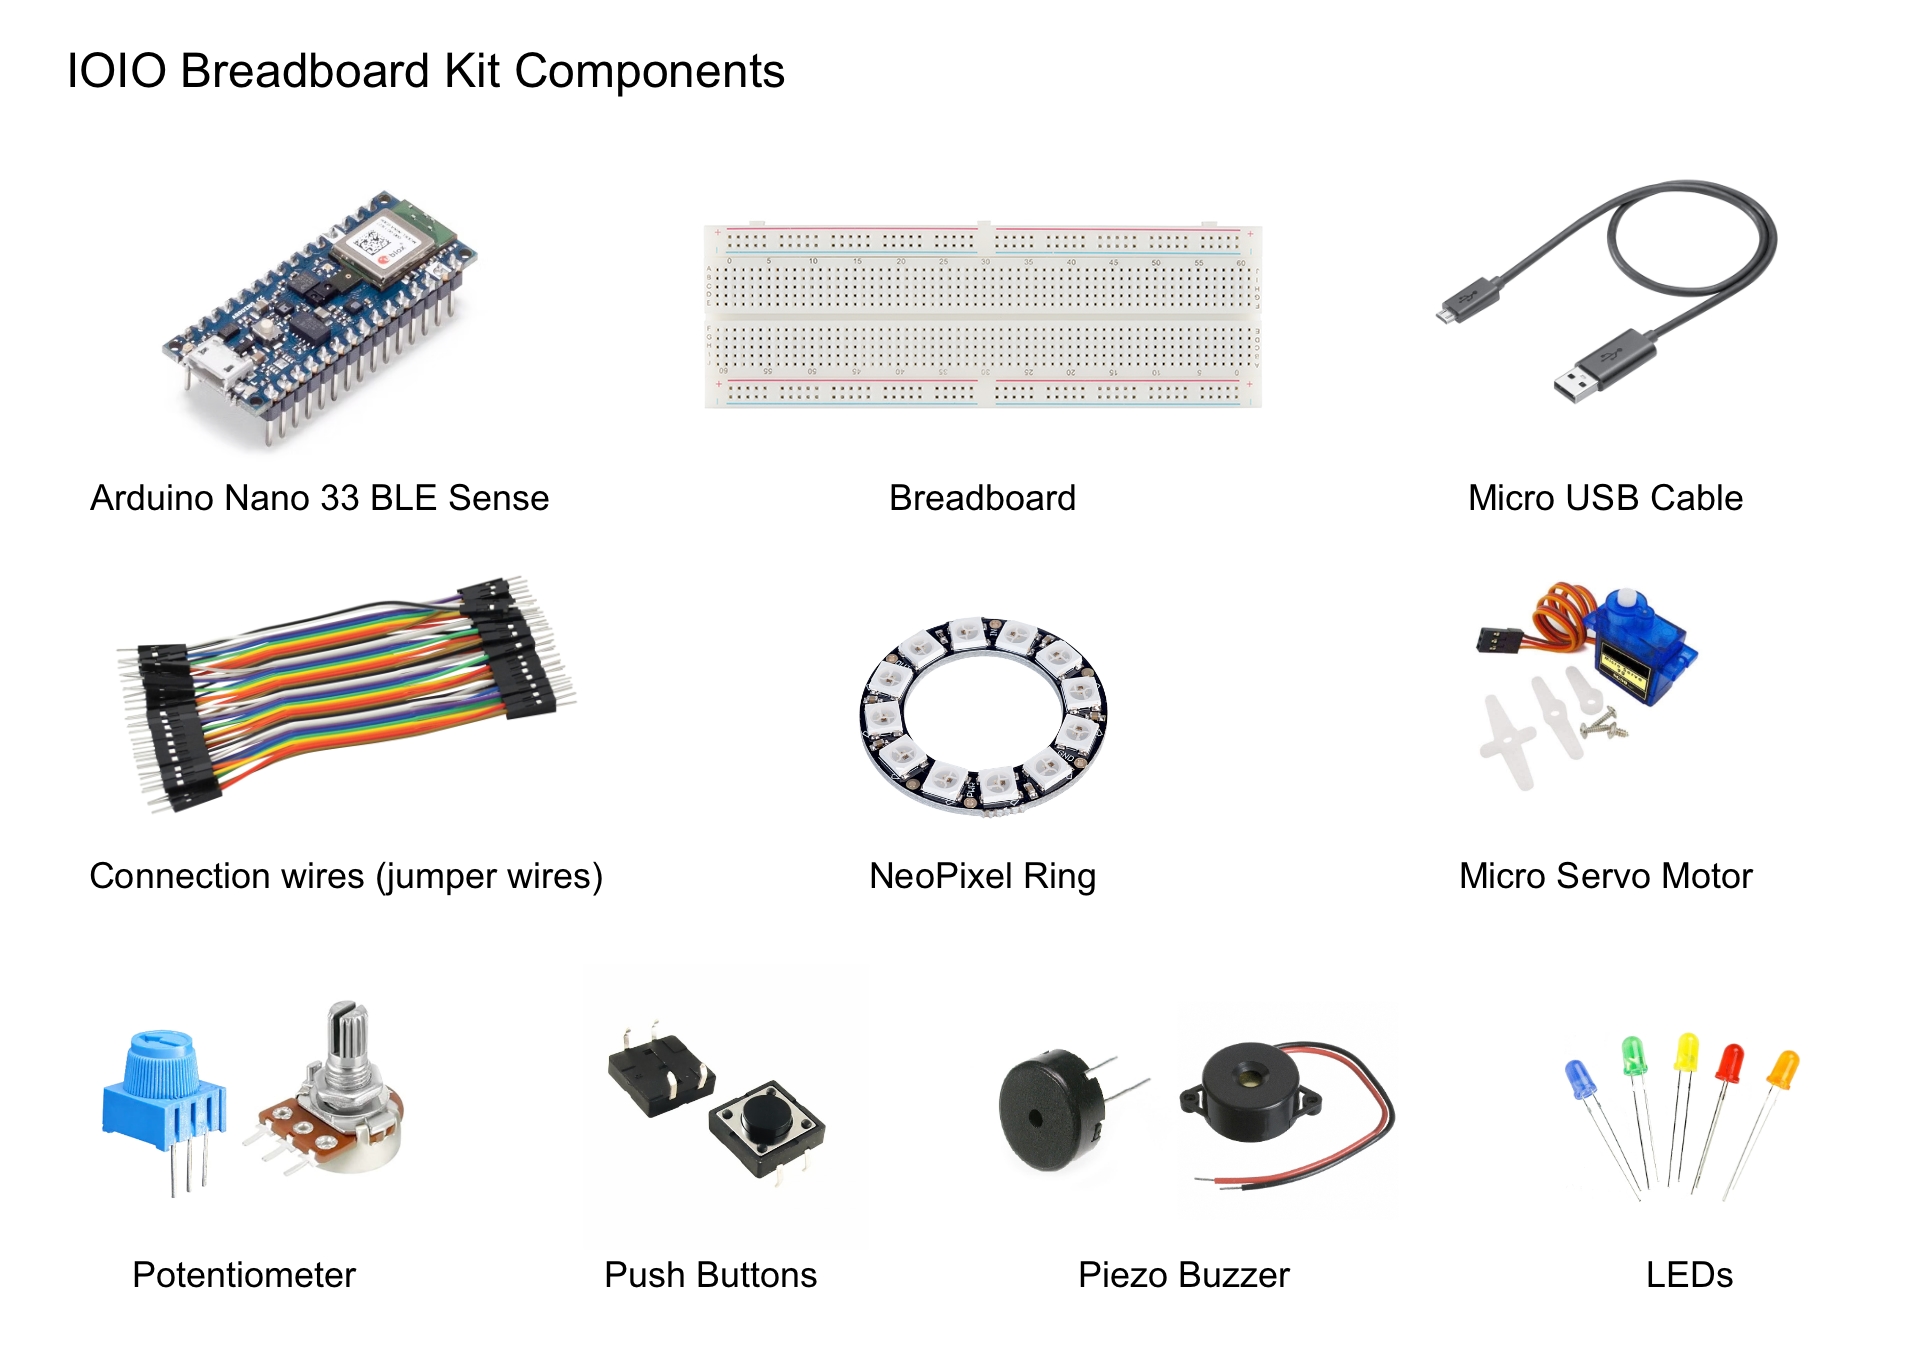 IOIO Breadboard Kit Components
Arduino Nano 33 BLE Sense
Breadboard
Micro USB Cable
Connection wires (jumper wires)
NeoPixel Ring
Micro Servo Motor
Potentiometer
Push Buttons
Piezo Buzzer
LEDs